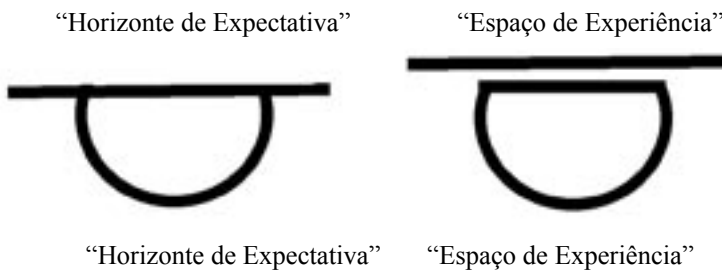 “Horizonte de Expectativa” “Espaço de Experiência”
“Horizonte de Expectativa” “Espaço de Experiência”